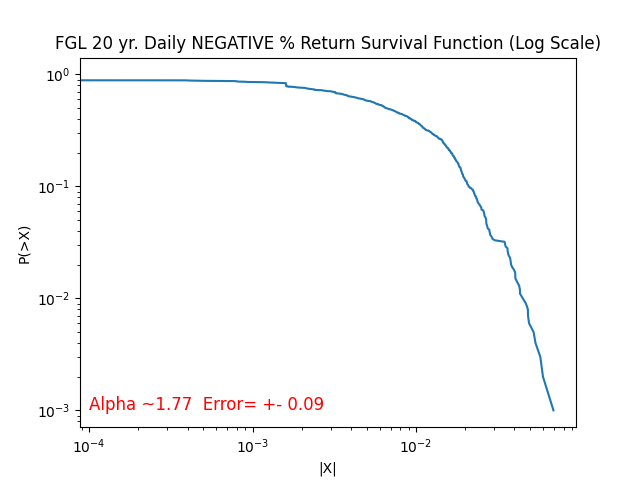 FGL 20 yr. Daily NEGATIVE % Return Survival Function (Log Scale)
10⁰
10⁻¹
10⁻²
10⁻³
P(>X)
Alpha ~1.77  Error= +- 0.09
10⁻⁴ 10⁻³ 10⁻²
|X|